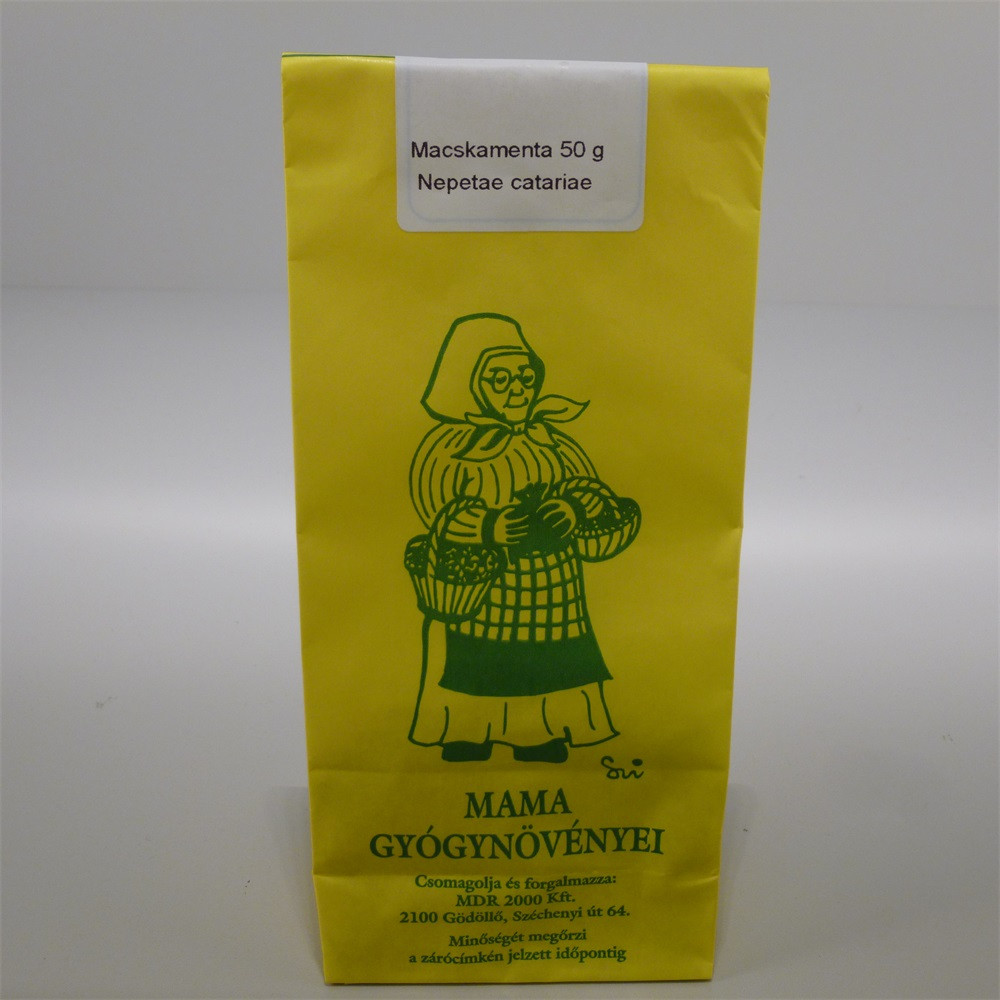 Macskamenta 50 g
Nepetae catariae
Svi
MAMA
GYÓGYNÖVÉNYEI
Csomagolja és forgalmazza:
MDR 2000 Kft.
2100 Gödöllő, Széchenyi út 64.
Minőségét megőrzi
a zárócímkén jelzett időpontig